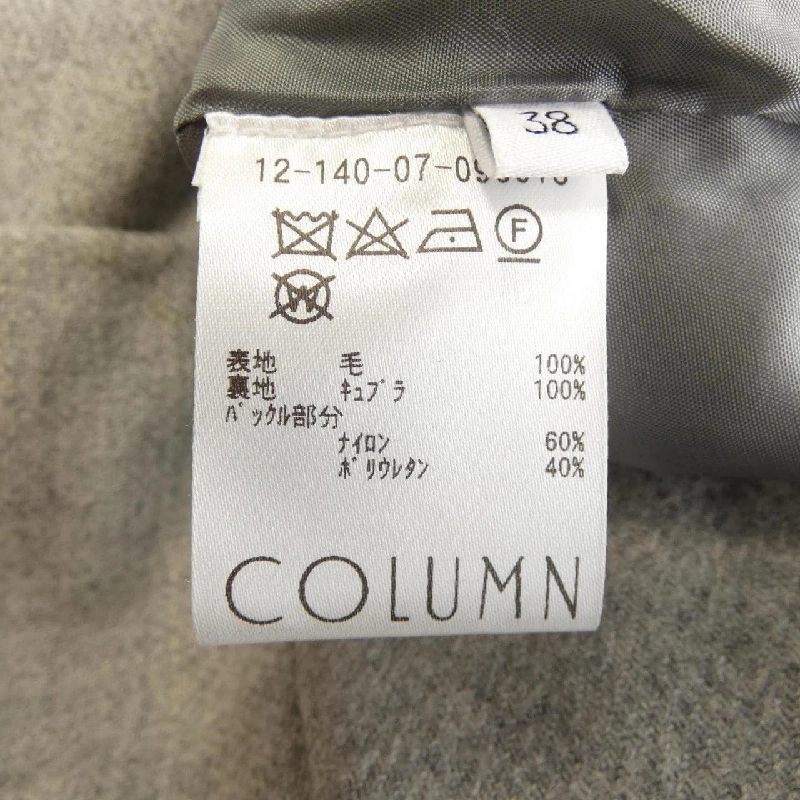 38
12-140-07-09
F
W
表地 毛 100%
裏地 ｷｭﾌﾟﾗ 100%
ﾊﾞｯｸﾙ部分
ﾅｲﾛﾝ 60%
ﾎﾟﾘｳﾚﾀﾝ 40%
COLUMN